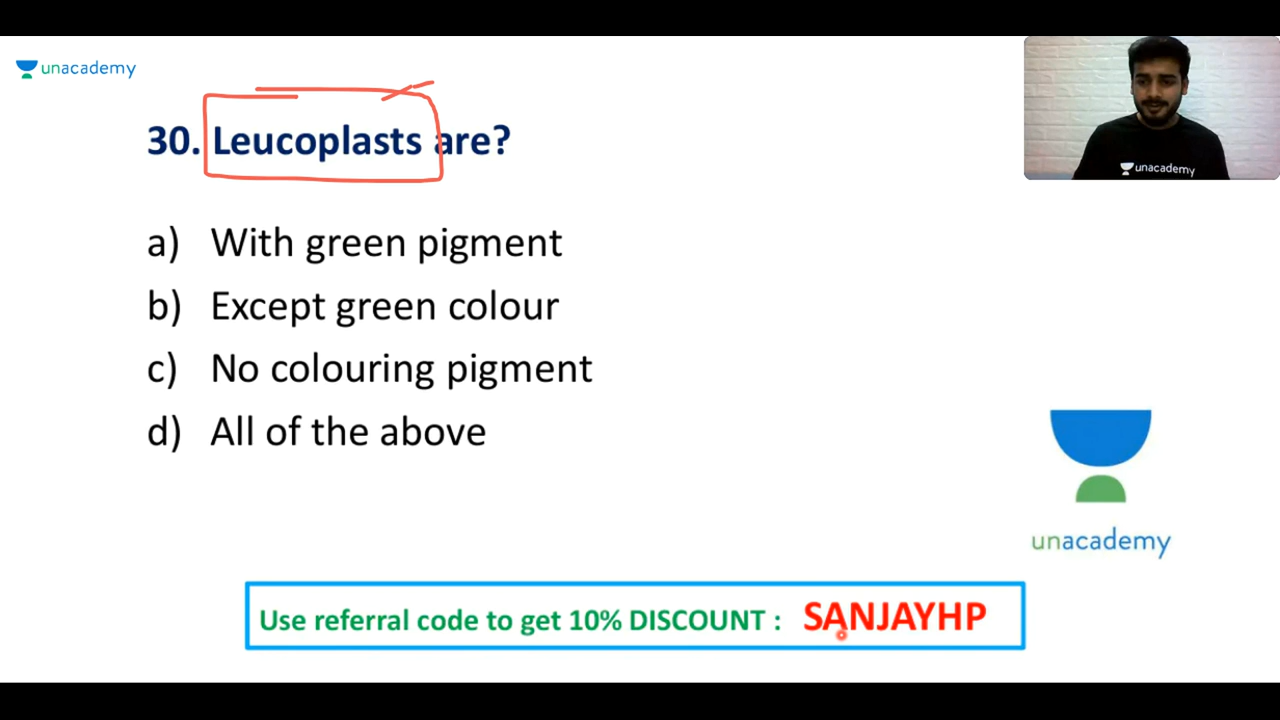 unacademy
30. Leucoplasts are?
unacademy
a) With green pigment
b) Except green colour
c) No colouring pigment
d) All of the above
unacademy
Use referral code to get 10% DISCOUNT : SANJAYHP